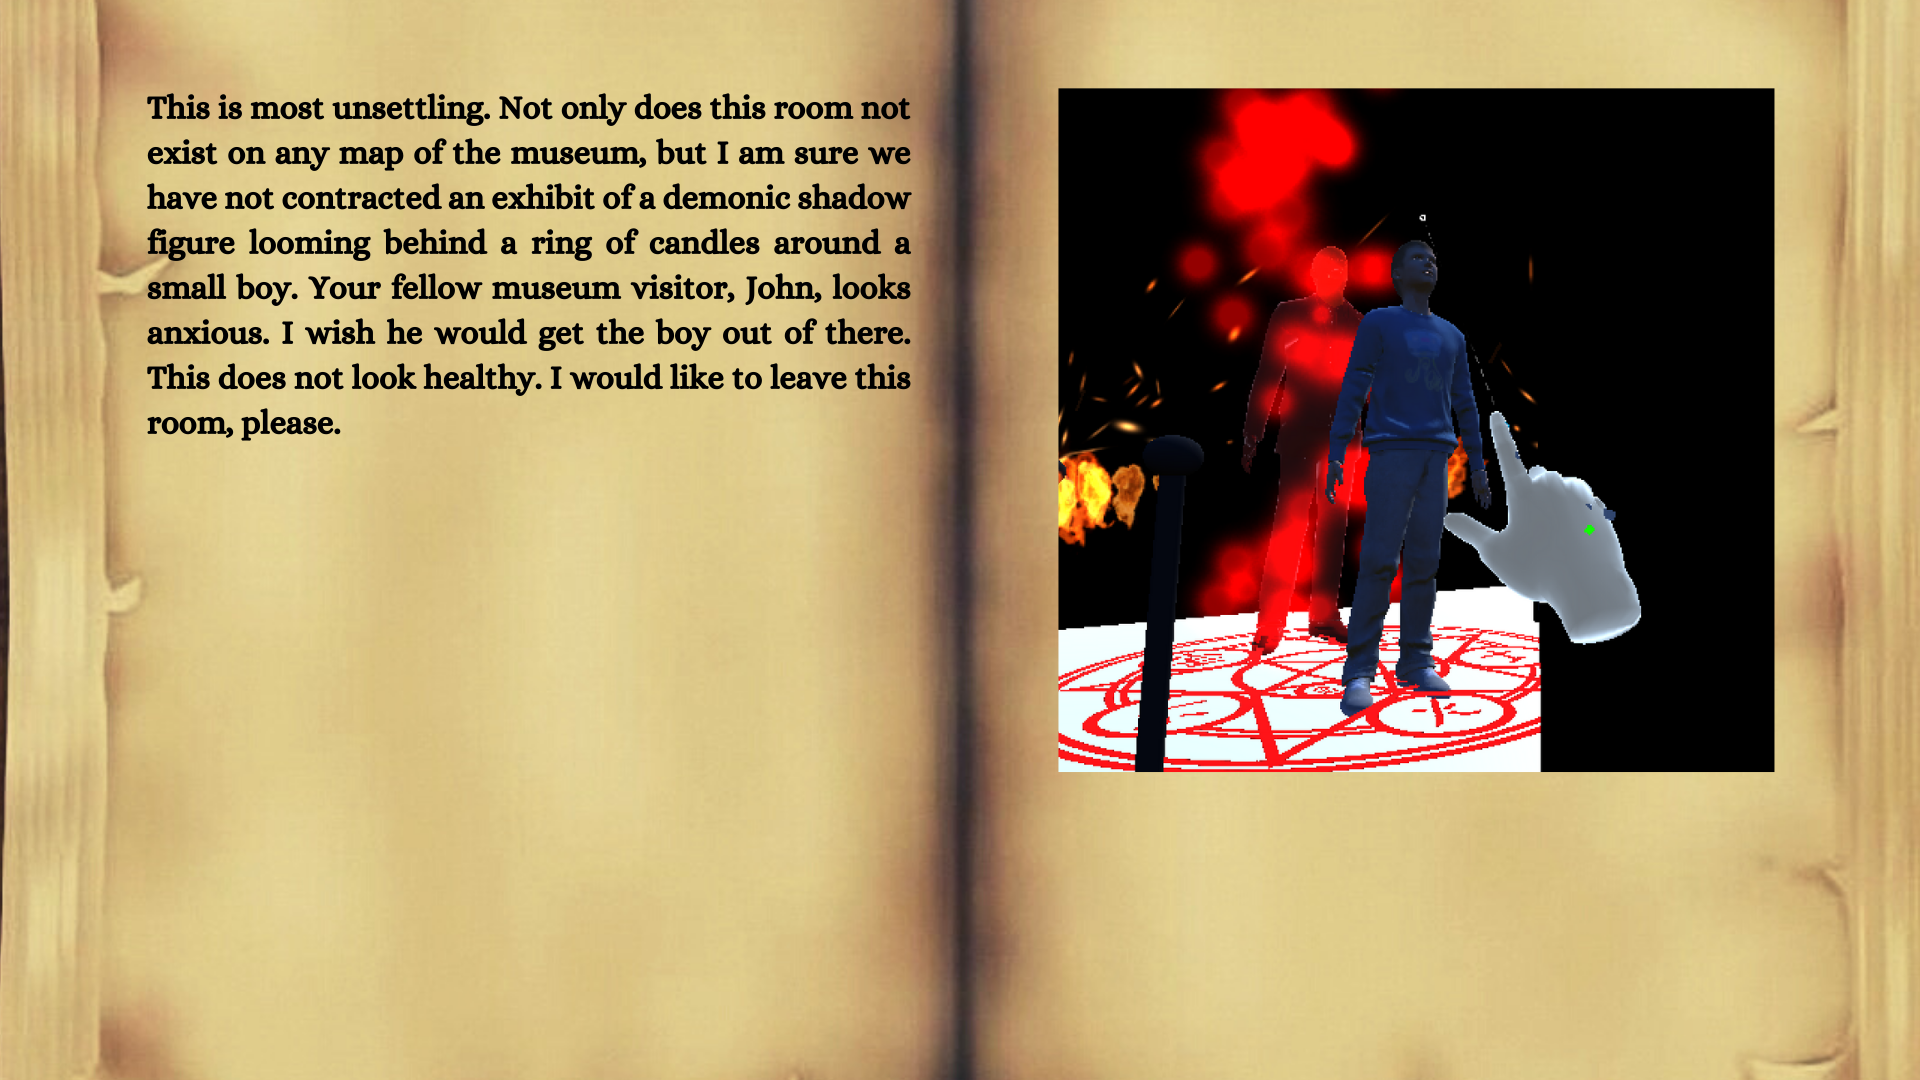 This is most unsettling. Not only does this room not
exist on any map of the museum, but I am sure we
have not contracted an exhibit of a demonic shadow
figure looming behind a ring of candles around a
small boy. Your fellow museum visitor, John, looks
anxious. I wish he would get the boy out of there.
This does not look healthy. I would like to leave this
room, please.